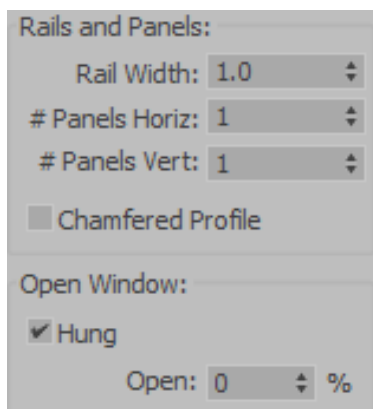 Rails and Panels:
Rail Width: 1.0
# Panels Horiz: 1
# Panels Vert: 1
Chamfered Profile
Open Window:
Hung
Open: 0 %